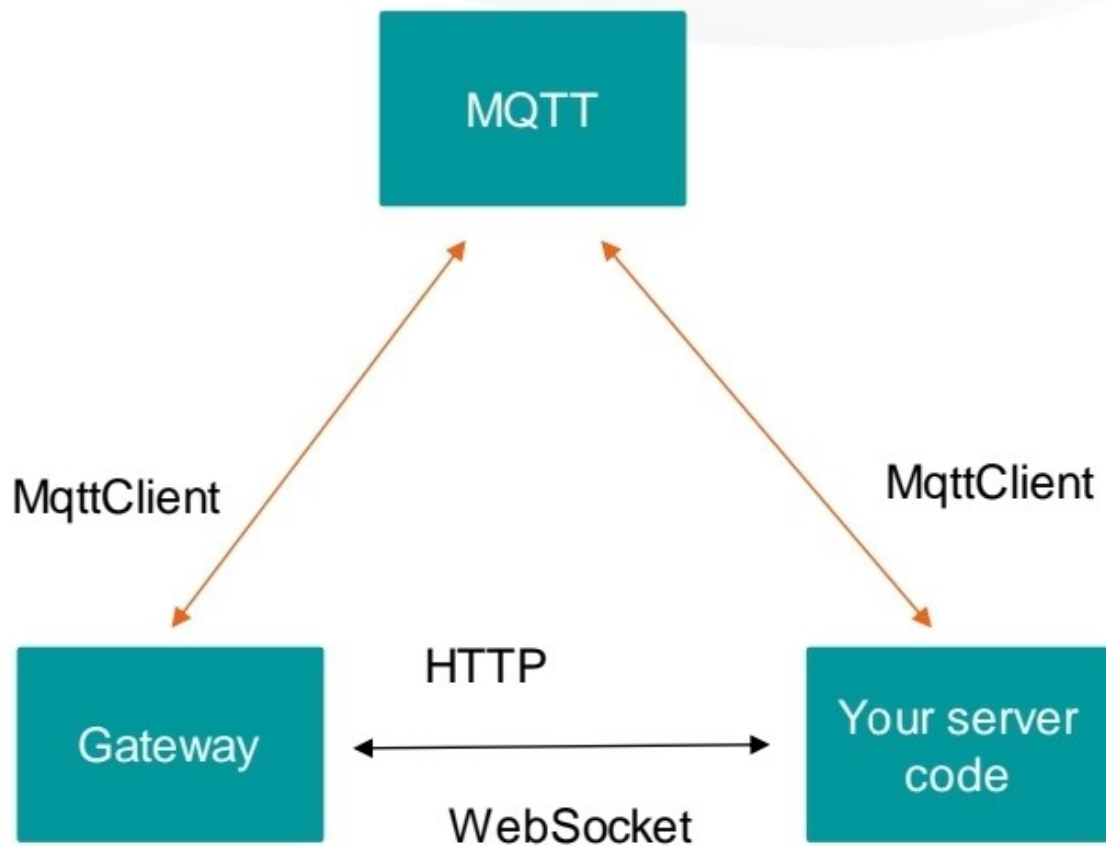 MQTT
MqttClient
MqttClient
HTTP
Gateway
Your server
code
WebSocket